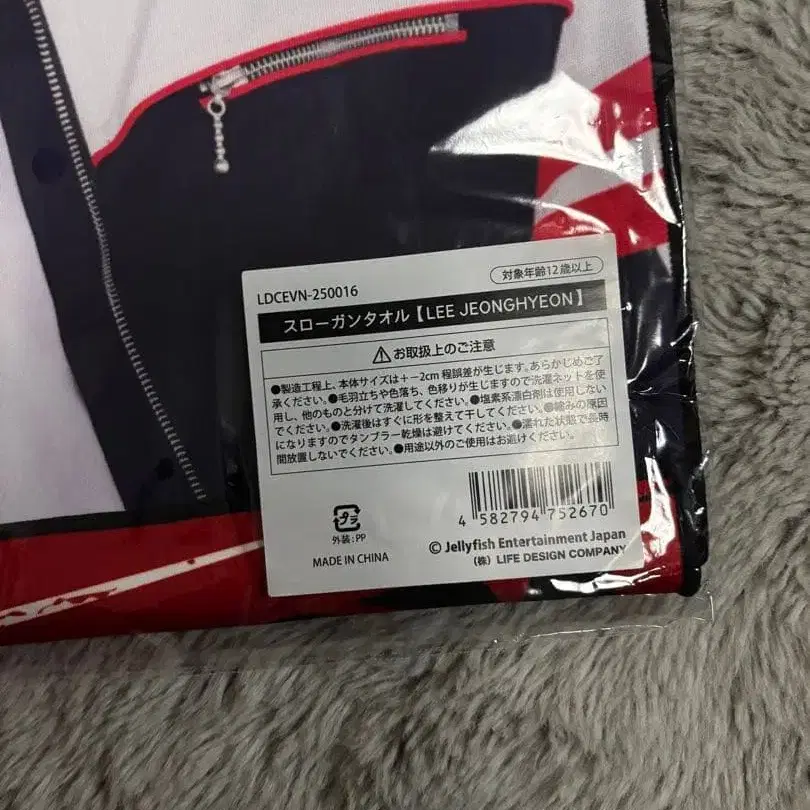 対象年齢12歳以上
LDCEVN-250016
スローガンタオル【LEE JEONGHYEON】
お取扱上のご注意
●製造工程上、本体サイズは+-2cm 程誤差が生じます。あらかじめご了
承ください。●毛羽立ちや色落ち、色移りが生じますので洗濯ネットを使
用し、他のものと分けて洗濯してください。●塩素系漂白剤は使用しない
でください。●洗濯後はすぐに形を整えて干してください。●縮みの原因
になりますのでタンブラー乾燥は避けてください。●濡れた状態で長時
間放置しないでください。●用途以外のご使用はお避けください。
プラ
外装:PP
MADE IN CHINA
4 582794 752670
© Jellyfish Entertainment Japan
(株) LIFE DESIGN COMPANY